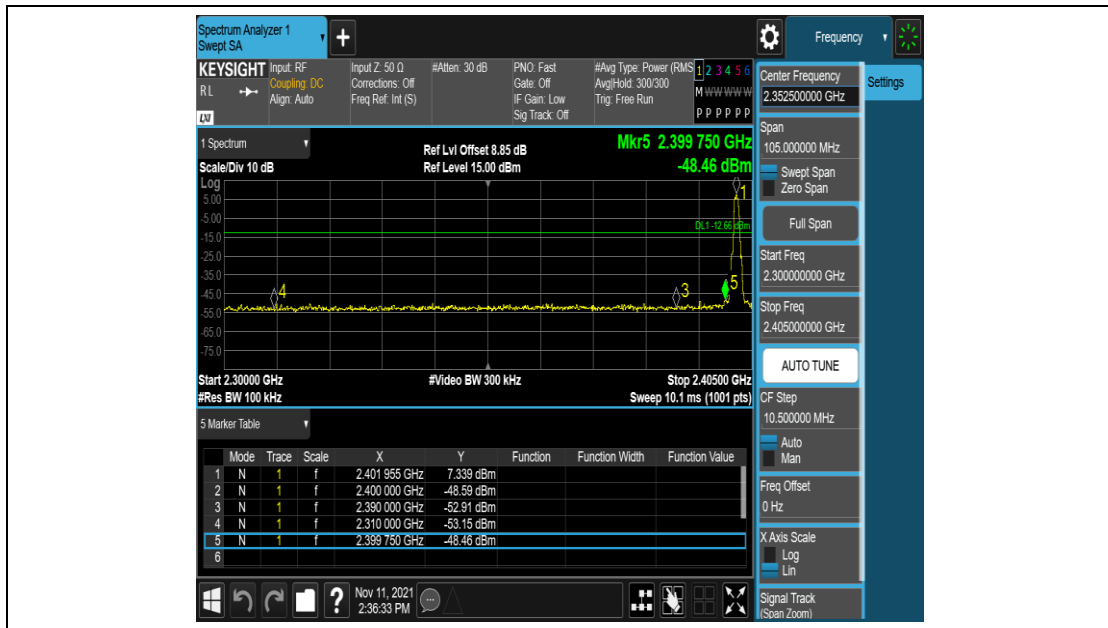 Spectrum Analyzer 1
Swept SA
+
Frequency
KEYSIGHT
RL
LXI
Input: RF
Coupling: DC
Align: Auto
Input Z: 50 Ω
Corrections: Off
Freq Ref: Int (S)
#Atten: 30 dB
PNO: Fast
Gate: Off
IF Gain: Low
Sig Track: Off
#Avg Type: Power (RMS
Avg|Hold: 300/300
Trig: Free Run
1 2 3 4 5 6
M W W W W W
P P P P P P
1 Spectrum
Scale/Div 10 dB
Ref Lvl Offset 8.85 dB
Ref Level 15.00 dBm
Mkr5 2.399 750 GHz
-48.46 dBm
Log
5.00
-5.00
-15.0
-25.0
-35.0
-45.0
-55.0
-65.0
-75.0
DL1 -12.66 dBm
1
4
3
5
Start 2.30000 GHz
#Res BW 100 kHz
#Video BW 300 kHz
Stop 2.40500 GHz
Sweep 10.1 ms (1001 pts)
5 Marker Table
Mode Trace Scale X Y Function Function Width Function Value
1 N 1 f 2.401 955 GHz 7.339 dBm
2 N 1 f 2.400 000 GHz -48.59 dBm
3 N 1 f 2.390 000 GHz -52.91 dBm
4 N 1 f 2.310 000 GHz -53.15 dBm
5 N 1 f 2.399 750 GHz -48.46 dBm
6
?
Nov 11, 2021
2:36:33 PM
Center Frequency
2.352500000 GHz
Settings
Span
105.000000 MHz
Swept Span
Zero Span
Full Span
Start Freq
2.300000000 GHz
Stop Freq
2.405000000 GHz
AUTO TUNE
CF Step
10.500000 MHz
Auto
Man
Freq Offset
0 Hz
X Axis Scale
Log
Lin
Signal Track
(Span Zoom)